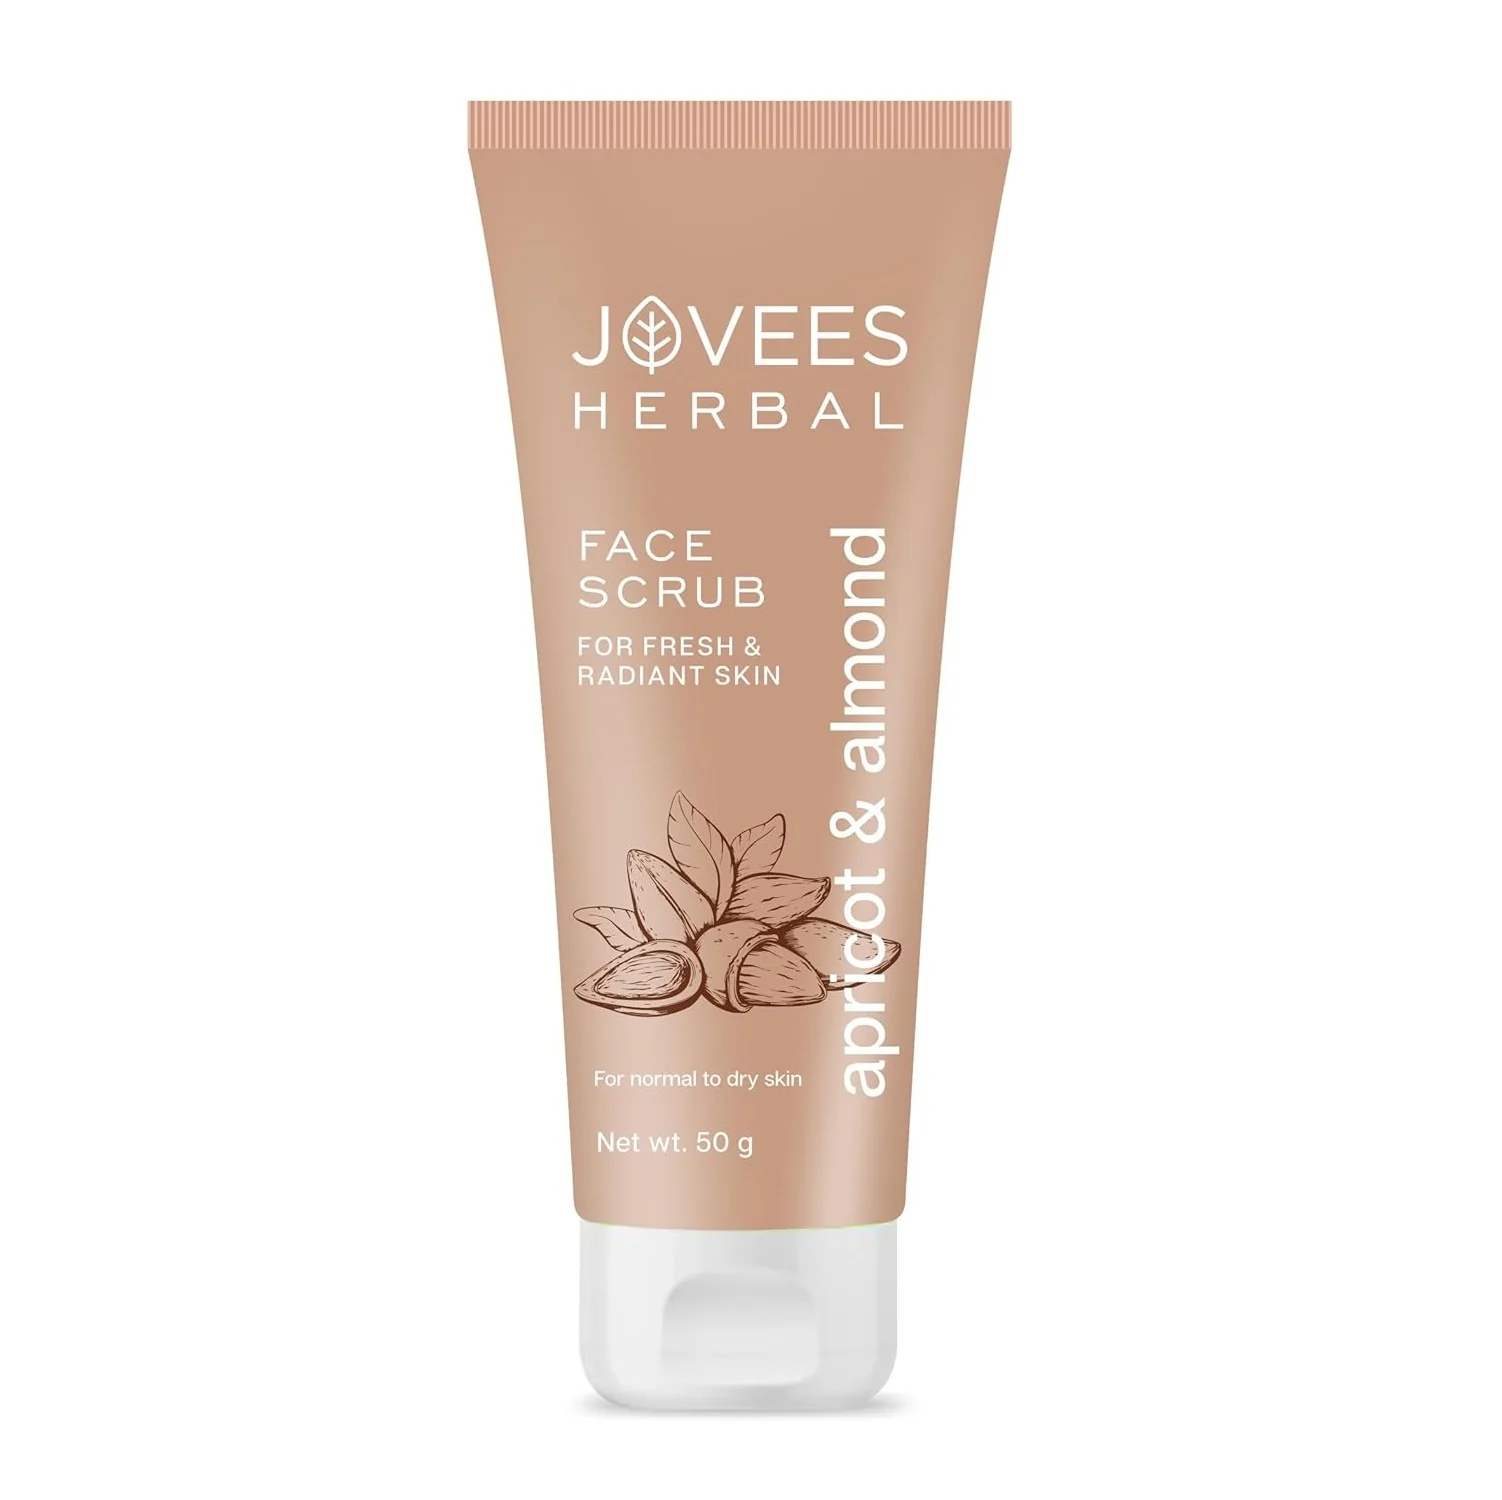 JOVEES
HERBAL
FACE
SCRUB
FOR FRESH &
RADIANT SKIN
apricot & almond
For normal to dry skin
Net wt. 50 g